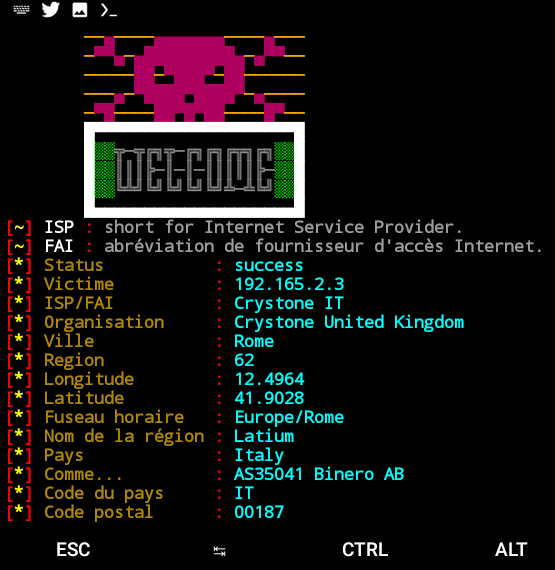 WELCOME
[~] ISP : short for Internet Service Provider.
[~] FAI : abréviation de fournisseur d'accès Internet.
[*] Status : success
[*] Victime : 192.165.2.3
[*] ISP/FAI : Crystone IT
[*] Organisation : Crystone United Kingdom
[*] Ville : Rome
[*] Region : 62
[*] Longitude : 12.4964
[*] Latitude : 41.9028
[*] Fuseau horaire : Europe/Rome
[*] Nom de la région : Latium
[*] Pays : Italy
[*] Comme... : AS35041 Binero AB
[*] Code du pays : IT
[*] Code postal : 00187
ESC CTRL ALT